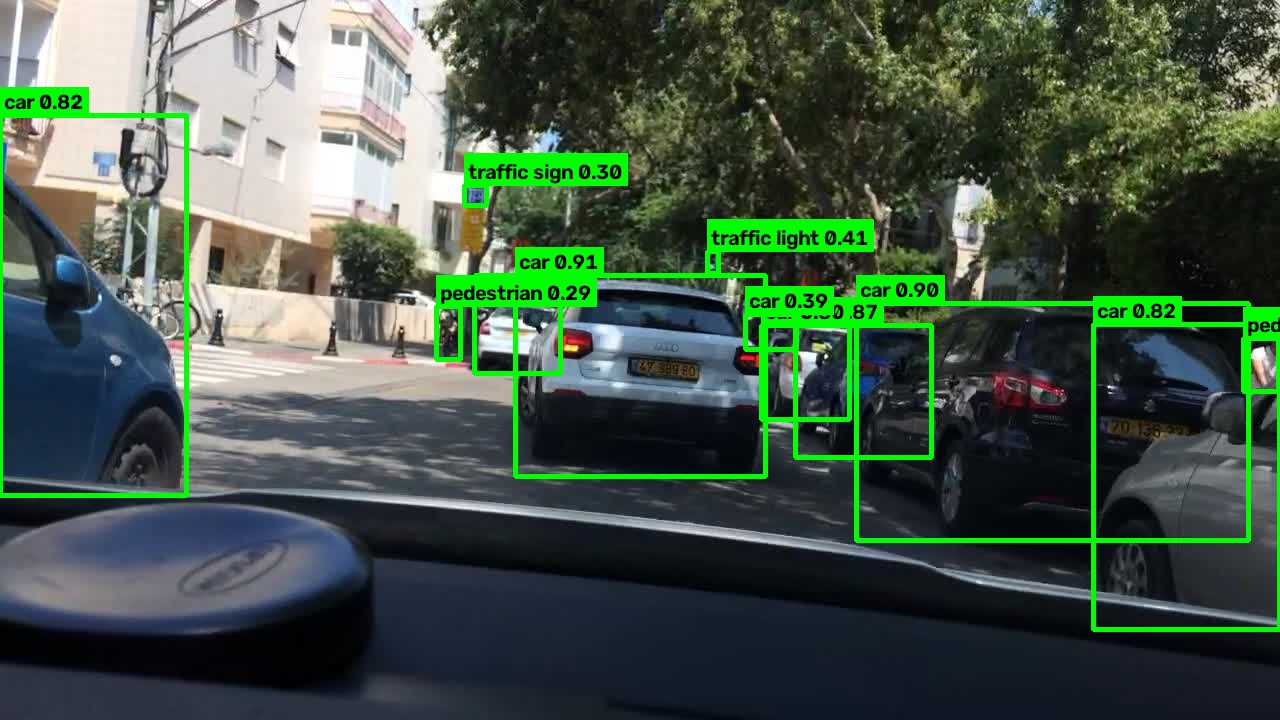 car 0.82
traffic sign 0.30
traffic light 0.41
car 0.91
car 0.90
pedestrian 0.29
car 0.39
.87
car 0.82
ped